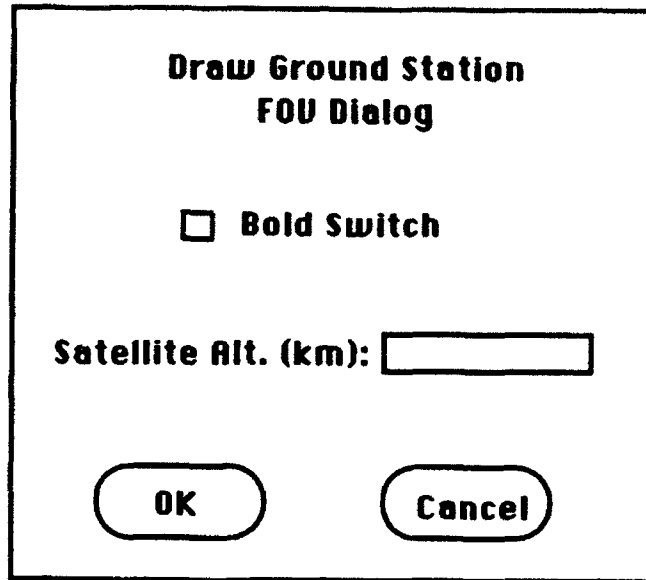 Draw Ground Station
FOV Dialog
Bold Switch
Satellite Alt. (km):
OK
Cancel